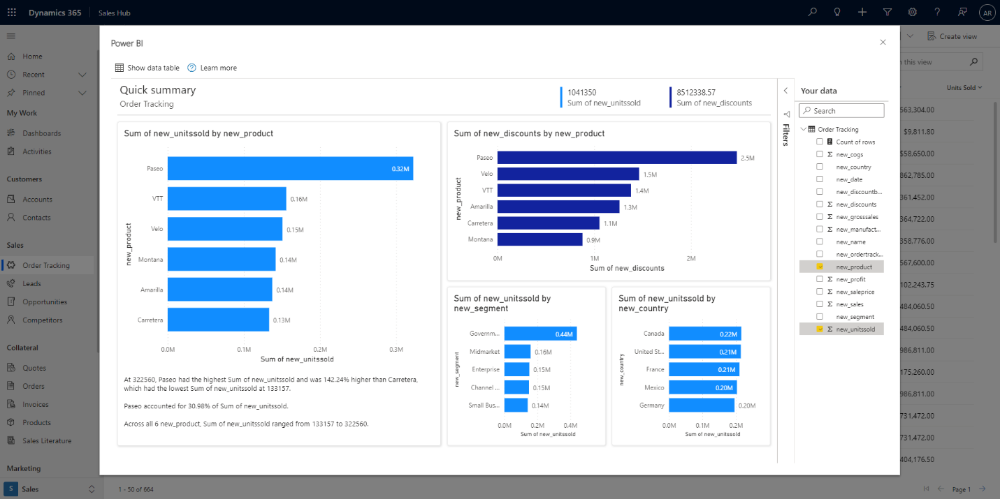 Dynamics 365
Sales Hub
AR
Home
Recent
Pinned
My Work
Dashboards
Activities
Customers
Accounts
Contacts
Sales
Order Tracking
Leads
Opportunities
Competitors
Collateral
Quotes
Orders
Invoices
Products
Sales Literature
Marketing
S Sales
Power BI
Show data table
Learn more
Quick summary
Order Tracking
1041350
Sum of new_unitssold
8512338.57
Sum of new_discounts
Sum of new_unitssold by new_product
new_product
Paseo 0.32M
VTT 0.16M
Velo 0.15M
Montana 0.14M
Amarilla 0.14M
Carretera 0.13M
0.0M 0.1M 0.2M 0.3M
Sum of new_unitssold
At 322560, Paseo had the highest Sum of new_unitssold and was 142.24% higher than Carretera,
which had the lowest Sum of new_unitssold at 133157.
Paseo accounted for 30.98% of Sum of new_unitssold.
Across all 6 new_product, Sum of new_unitssold ranged from 133157 to 322560.
Sum of new_discounts by new_product
new_product
Paseo 2.5M
Velo 1.5M
VTT 1.4M
Amarilla 1.3M
Carretera 1.1M
Montana 0.9M
0M 1M 2M
Sum of new_discounts
Sum of new_unitssold by
new_segment
new_segment
Governm... 0.44M
Midmarket 0.16M
Enterprise 0.15M
Channel ... 0.15M
Small Bus... 0.14M
0.0M 0.2M 0.4M
Sum of new_unitssold
Sum of new_unitssold by
new_country
new_country
Canada 0.22M
United St... 0.21M
France 0.21M
Mexico 0.20M
Germany 0.20M
0.0M 0.1M 0.2M
Sum of new_unitssold
Filters
Your data
Search
Order Tracking
Count of rows
new_cogs
new_country
new_date
new_discountb...
new_discounts
new_grosssales
new_manufact...
new_name
new_ordertrack...
new_product
new_profit
new_saleprice
new_sales
new_segment
new_unitssold
Create view
this view
Units Sold
563,304.00
$9,811.80
$58,650.00
862,785.00
361,452.00
364,722.00
358,776.00
567,600.00
102,243.75
484,060.50
484,060.50
986,811.00
175,260.00
986,811.00
731,472.00
731,472.00
404,176.50
1 - 50 of 664
Page 1